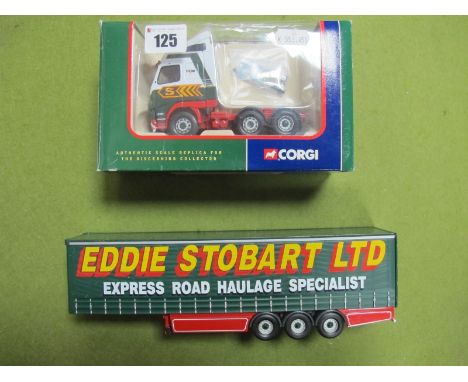 125
S
AUTHENTIC SCALE REPLICA FOR
THE DISCERNING COLLECTOR
CORGI
EDDIE STOBART LTD
EXPRESS ROAD HAULAGE SPECIALIST